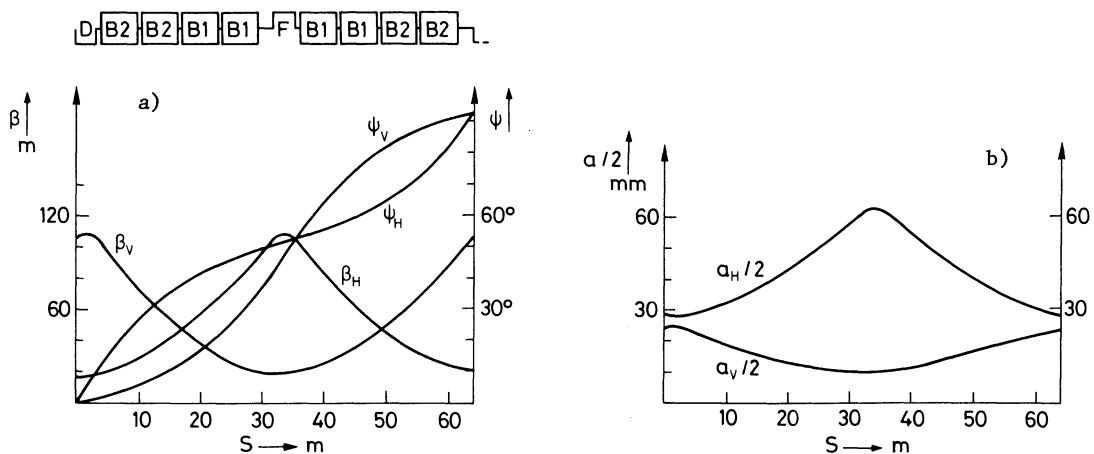 D B2 B2 B1 B1 F B1 B1 B2 B2
a)
β
m
ψ
ψV
120
60°
ψH
βV
βH
60
30°
10 20 30 40 50 60
S → m
b)
a/2
mm
60
60
aH/2
30
30
aV/2
10 20 30 40 50 60
S → m